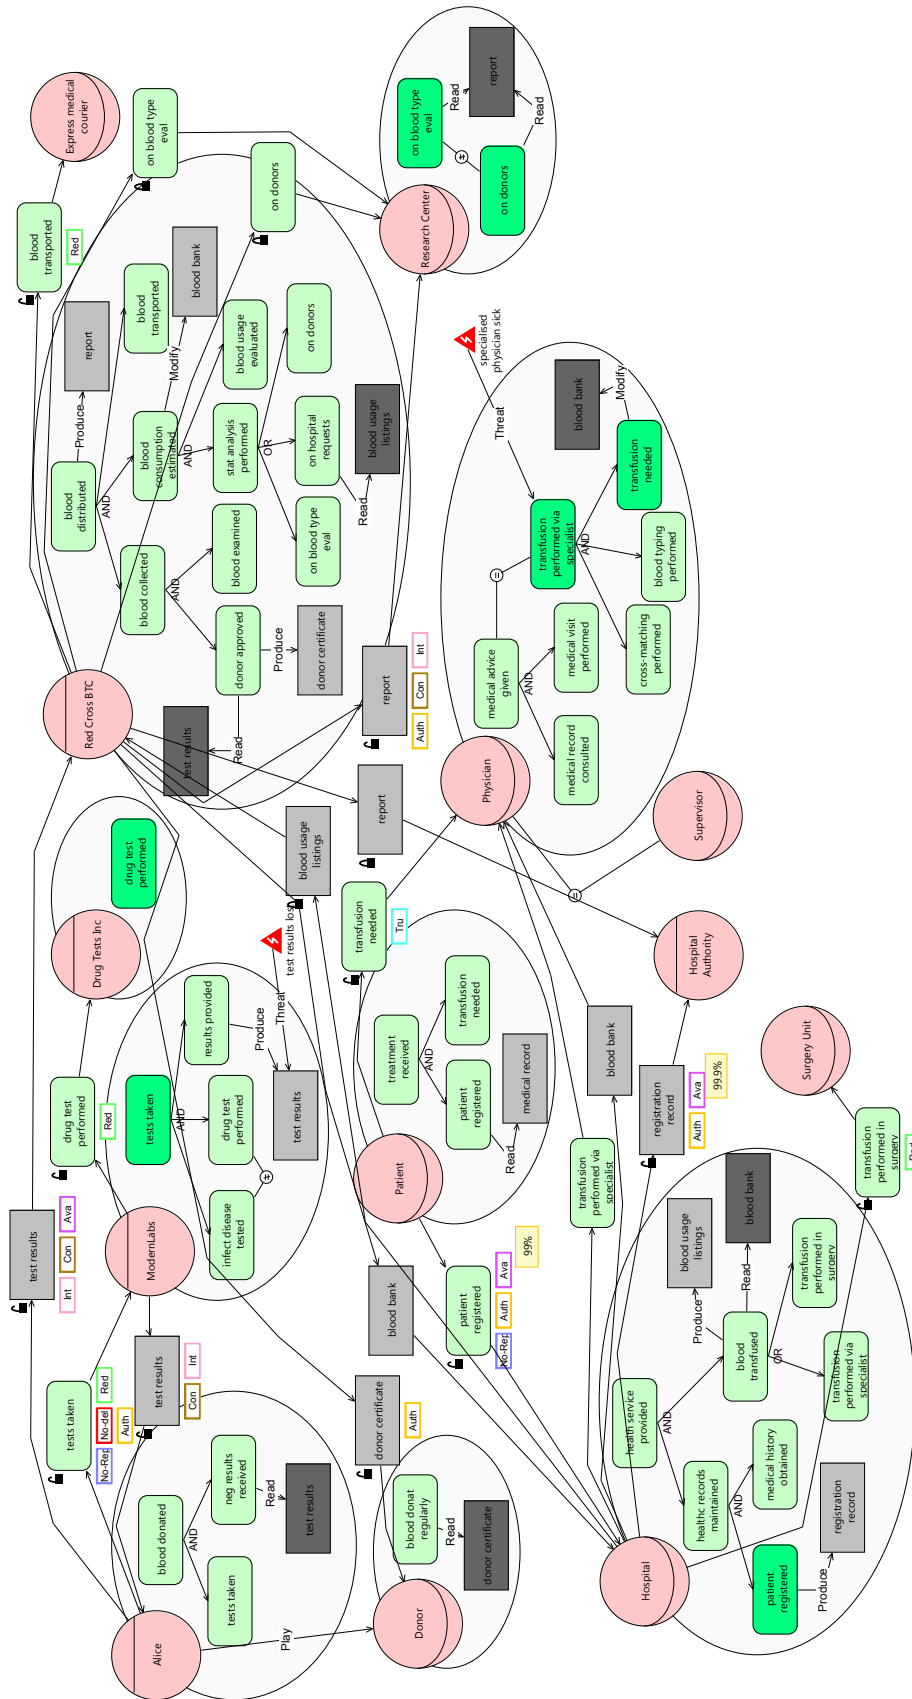 Express medical
courier
blood
transported
Red
on blood type
eval
on donors
report
Produce
blood
transported
blood bank
Modify
blood
distributed
AND
blood
consumption
estimated
AND
blood usage
evaluated
stat analysis
performed
OR
on donors
on hospital
requests
on blood type
eval
Read
blood usage
listings
blood collected
AND
blood examined
donor approved
Produce
donor certificate
Read
test results
Red Cross BTC
report
Auth
Con
Int
Research Center
on blood type
eval
on donors
report
Read
Read
≠
specialised
physician sick
Threat
blood bank
Modify
transfusion
needed
transfusion
performed via
specialist
AND
blood typing
performed
cross-matching
performed
=
medical advice
given
AND
medical visit
performed
medical record
consulted
Physician
Supervisor
=
report
Hospital
Authority
blood usage
listings
drug test
performed
Drug Tests Inc
drug test
performed
Red
test results
Int
Con
Ava
test results los
Threat
tests taken
AND
results provided
Produce
drug test
performed
test results
infect disease
tested
≠
ModernLabs
tests taken
No-Rep
No-del
Auth
Red
test results
Con
Int
Alice
blood donated
AND
tests taken
neg results
received
Read
test results
Play
Donor
blood donat
regularly
Read
donor certificate
donor certificate
Auth
transfusion
needed
Tru
treatment
received
AND
transfusion
needed
patient
registered
Read
medical record
Patient
patient
registered
No-Rep
Auth
Ava
99%
blood bank
blood bank
transfusion
performed via
specialist
registration
record
Auth
Ava
99.9%
Surgery Unit
transfusion
performed in
surgery
Red
Hospital
health service
provided
AND
healthc records
maintained
AND
medical history
obtained
patient
registered
Produce
registration
record
blood
transfused
OR
Produce
blood usage
listings
Read
blood bank
transfusion
performed in
surgery
transfusion
performed via
specialist